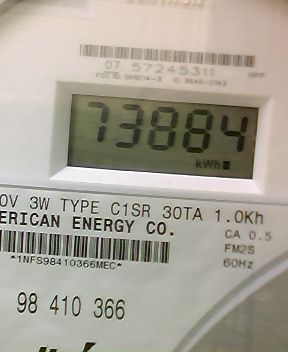 07 57245311
HPP
73884
kWh
0V 3W TYPE C1SR 30TA 1.0Kh
ERICAN ENERGY CO.
CA 0.5
FM2S
60Hz
*1NFS98410366MEC*
98 410 366